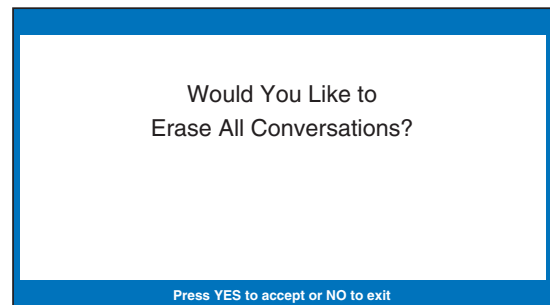 Would You Like to
Erase All Conversations?
Press YES to accept or NO to exit